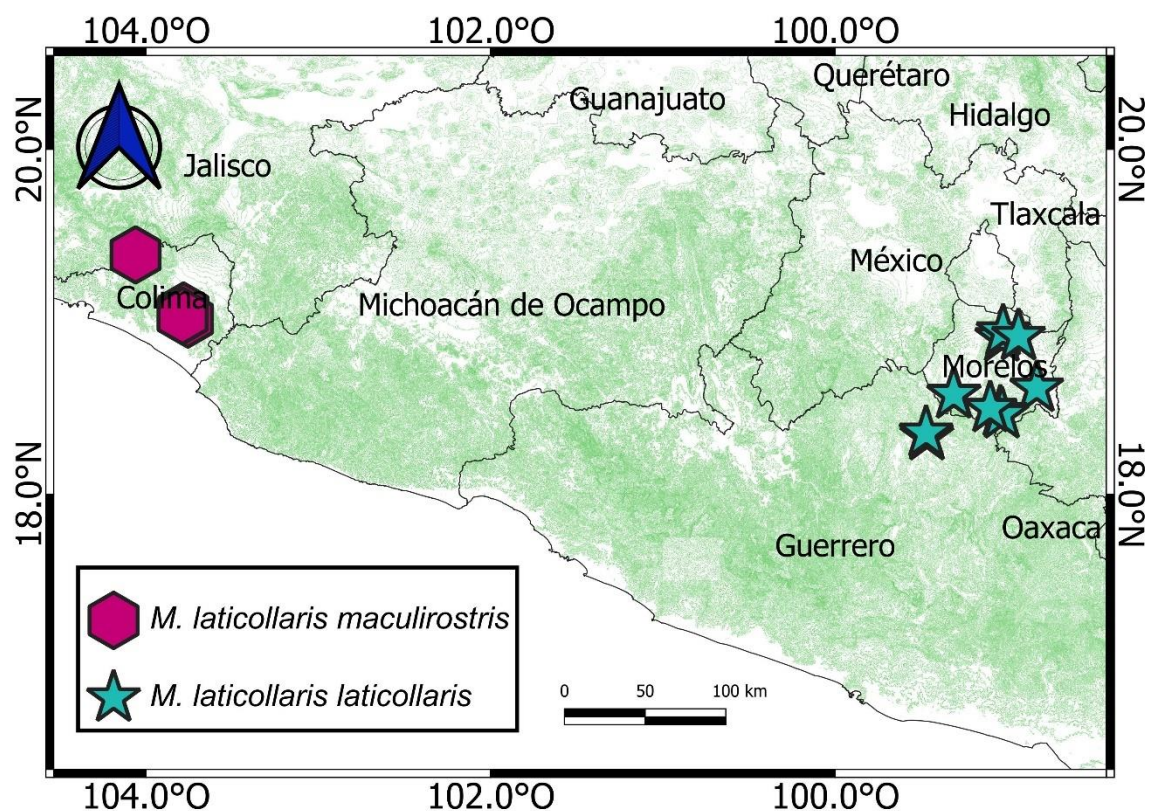 104.0°O 102.0°O 100.0°O
Querétaro
Guanajuato
Hidalgo
20.0°N
20.0°N
Jalisco
Tlaxcala
México
Colima
Michoacán de Ocampo
Morelos
18.0°N
18.0°N
Oaxaca
Guerrero
M. laticollaris maculirostris
M. laticollaris laticollaris
0 50 100 km
104.0°O 102.0°O 100.0°O